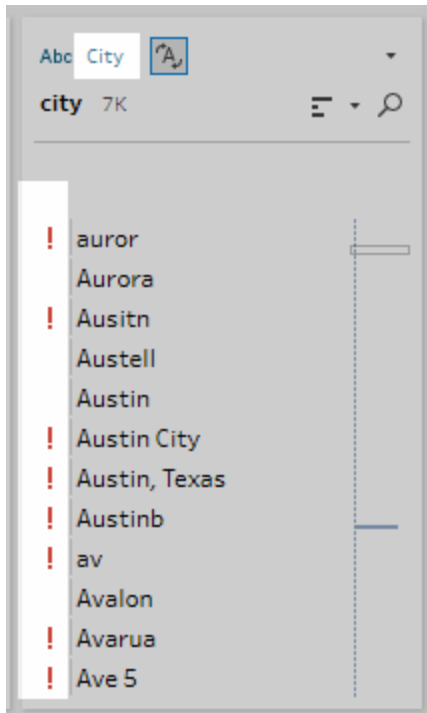 Abc City A
city 7K
! auror
Aurora
! Ausitn
Austell
Austin
! Austin City
! Austin, Texas
! Austinb
! av
Avalon
! Avarua
! Ave 5